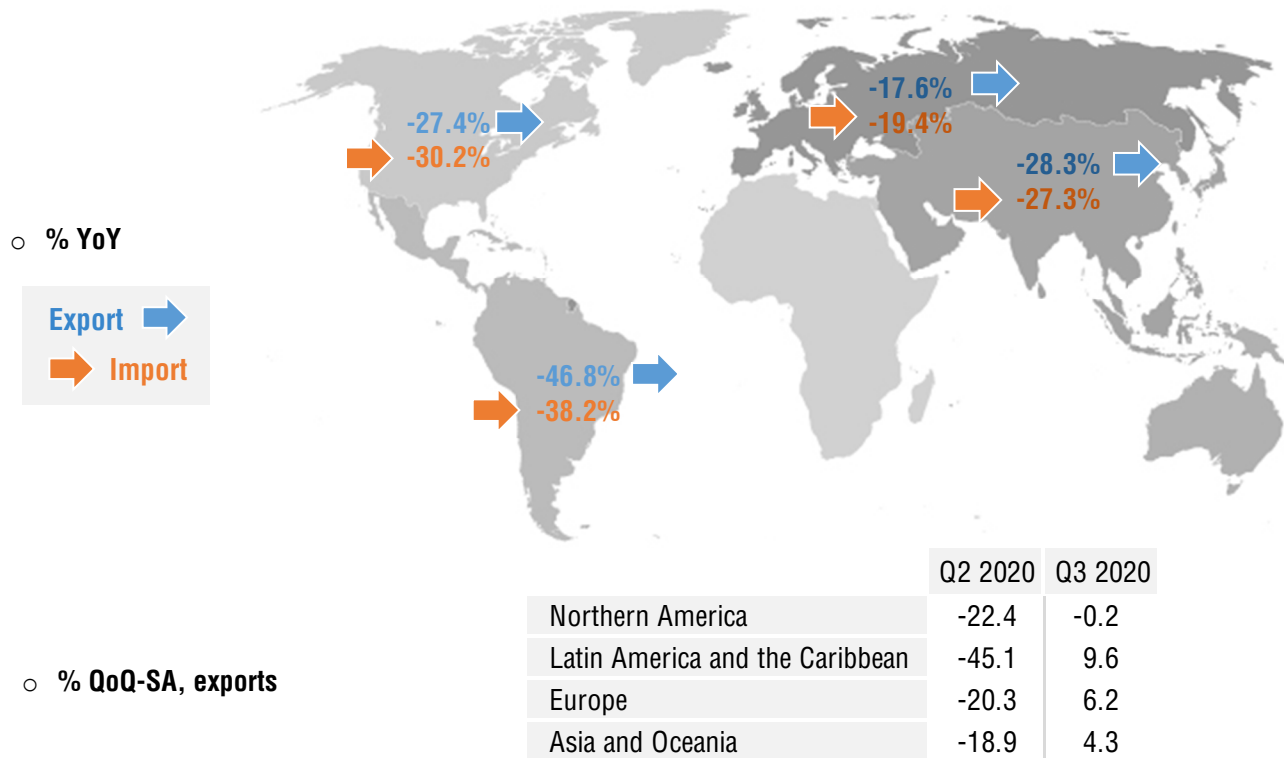 -17.6%
-19.4%
-27.4%
-30.2%
-28.3%
-27.3%
○ % YoY
Export
Import
-46.8%
-38.2%
Q2 2020 Q3 2020
Northern America -22.4 -0.2
Latin America and the Caribbean -45.1 9.6
○ % QoQ-SA, exports
Europe -20.3 6.2
Asia and Oceania -18.9 4.3